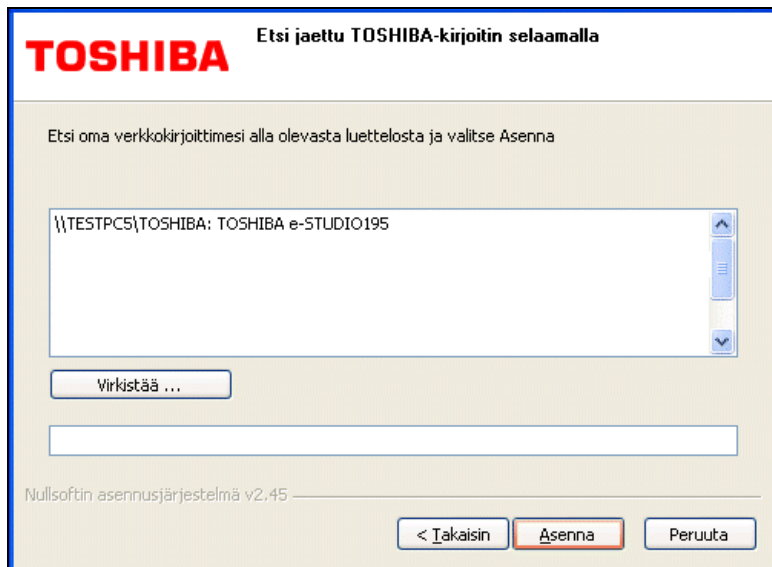 TOSHIBA
Etsi jaettu TOSHIBA-kirjoitin selaamalla
Etsi oma verkkokirjoittimesi alla olevasta luettelosta ja valitse Asenna
\\TESTPC5\TOSHIBA: TOSHIBA e-STUDIO195
Virkistää ...
Nullsoftin asennusjärjestelmä v2.45
< Takaisin
Asenna
Peruuta